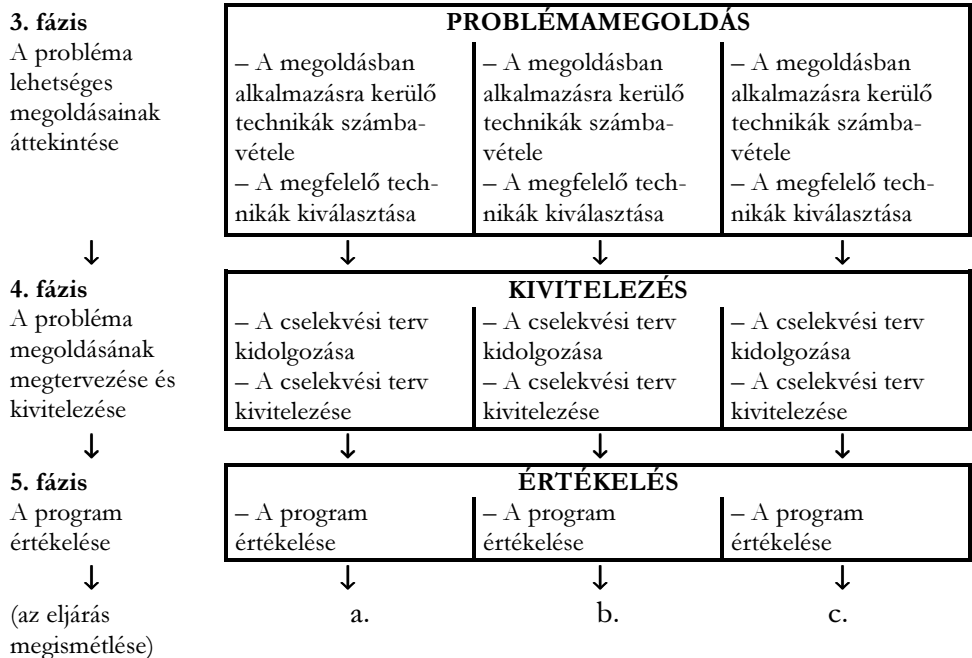 3. fázis
A probléma
lehetséges
megoldásainak
áttekintése
PROBLÉMAMEGOLDÁS
– A megoldásban
alkalmazásra kerülő
technikák számba-
vétele
– A megfelelő tech-
nikák kiválasztása
– A megoldásban
alkalmazásra kerülő
technikák számba-
vétele
– A megfelelő tech-
nikák kiválasztása
– A megoldásban
alkalmazásra kerülő
technikák számba-
vétele
– A megfelelő tech-
nikák kiválasztása
↓ ↓ ↓ ↓
4. fázis
A probléma
megoldásának
megtervezése és
kivitelezése
KIVITELEZÉS
– A cselekvési terv
kidolgozása
– A cselekvési terv
kivitelezése
– A cselekvési terv
kidolgozása
– A cselekvési terv
kivitelezése
– A cselekvési terv
kidolgozása
– A cselekvési terv
kivitelezése
↓ ↓ ↓ ↓
5. fázis
A program
értékelése
ÉRTÉKELÉS
– A program
értékelése
– A program
értékelése
– A program
értékelése
↓ ↓ ↓ ↓
(az eljárás
megismétlése)
a.
b.
c.